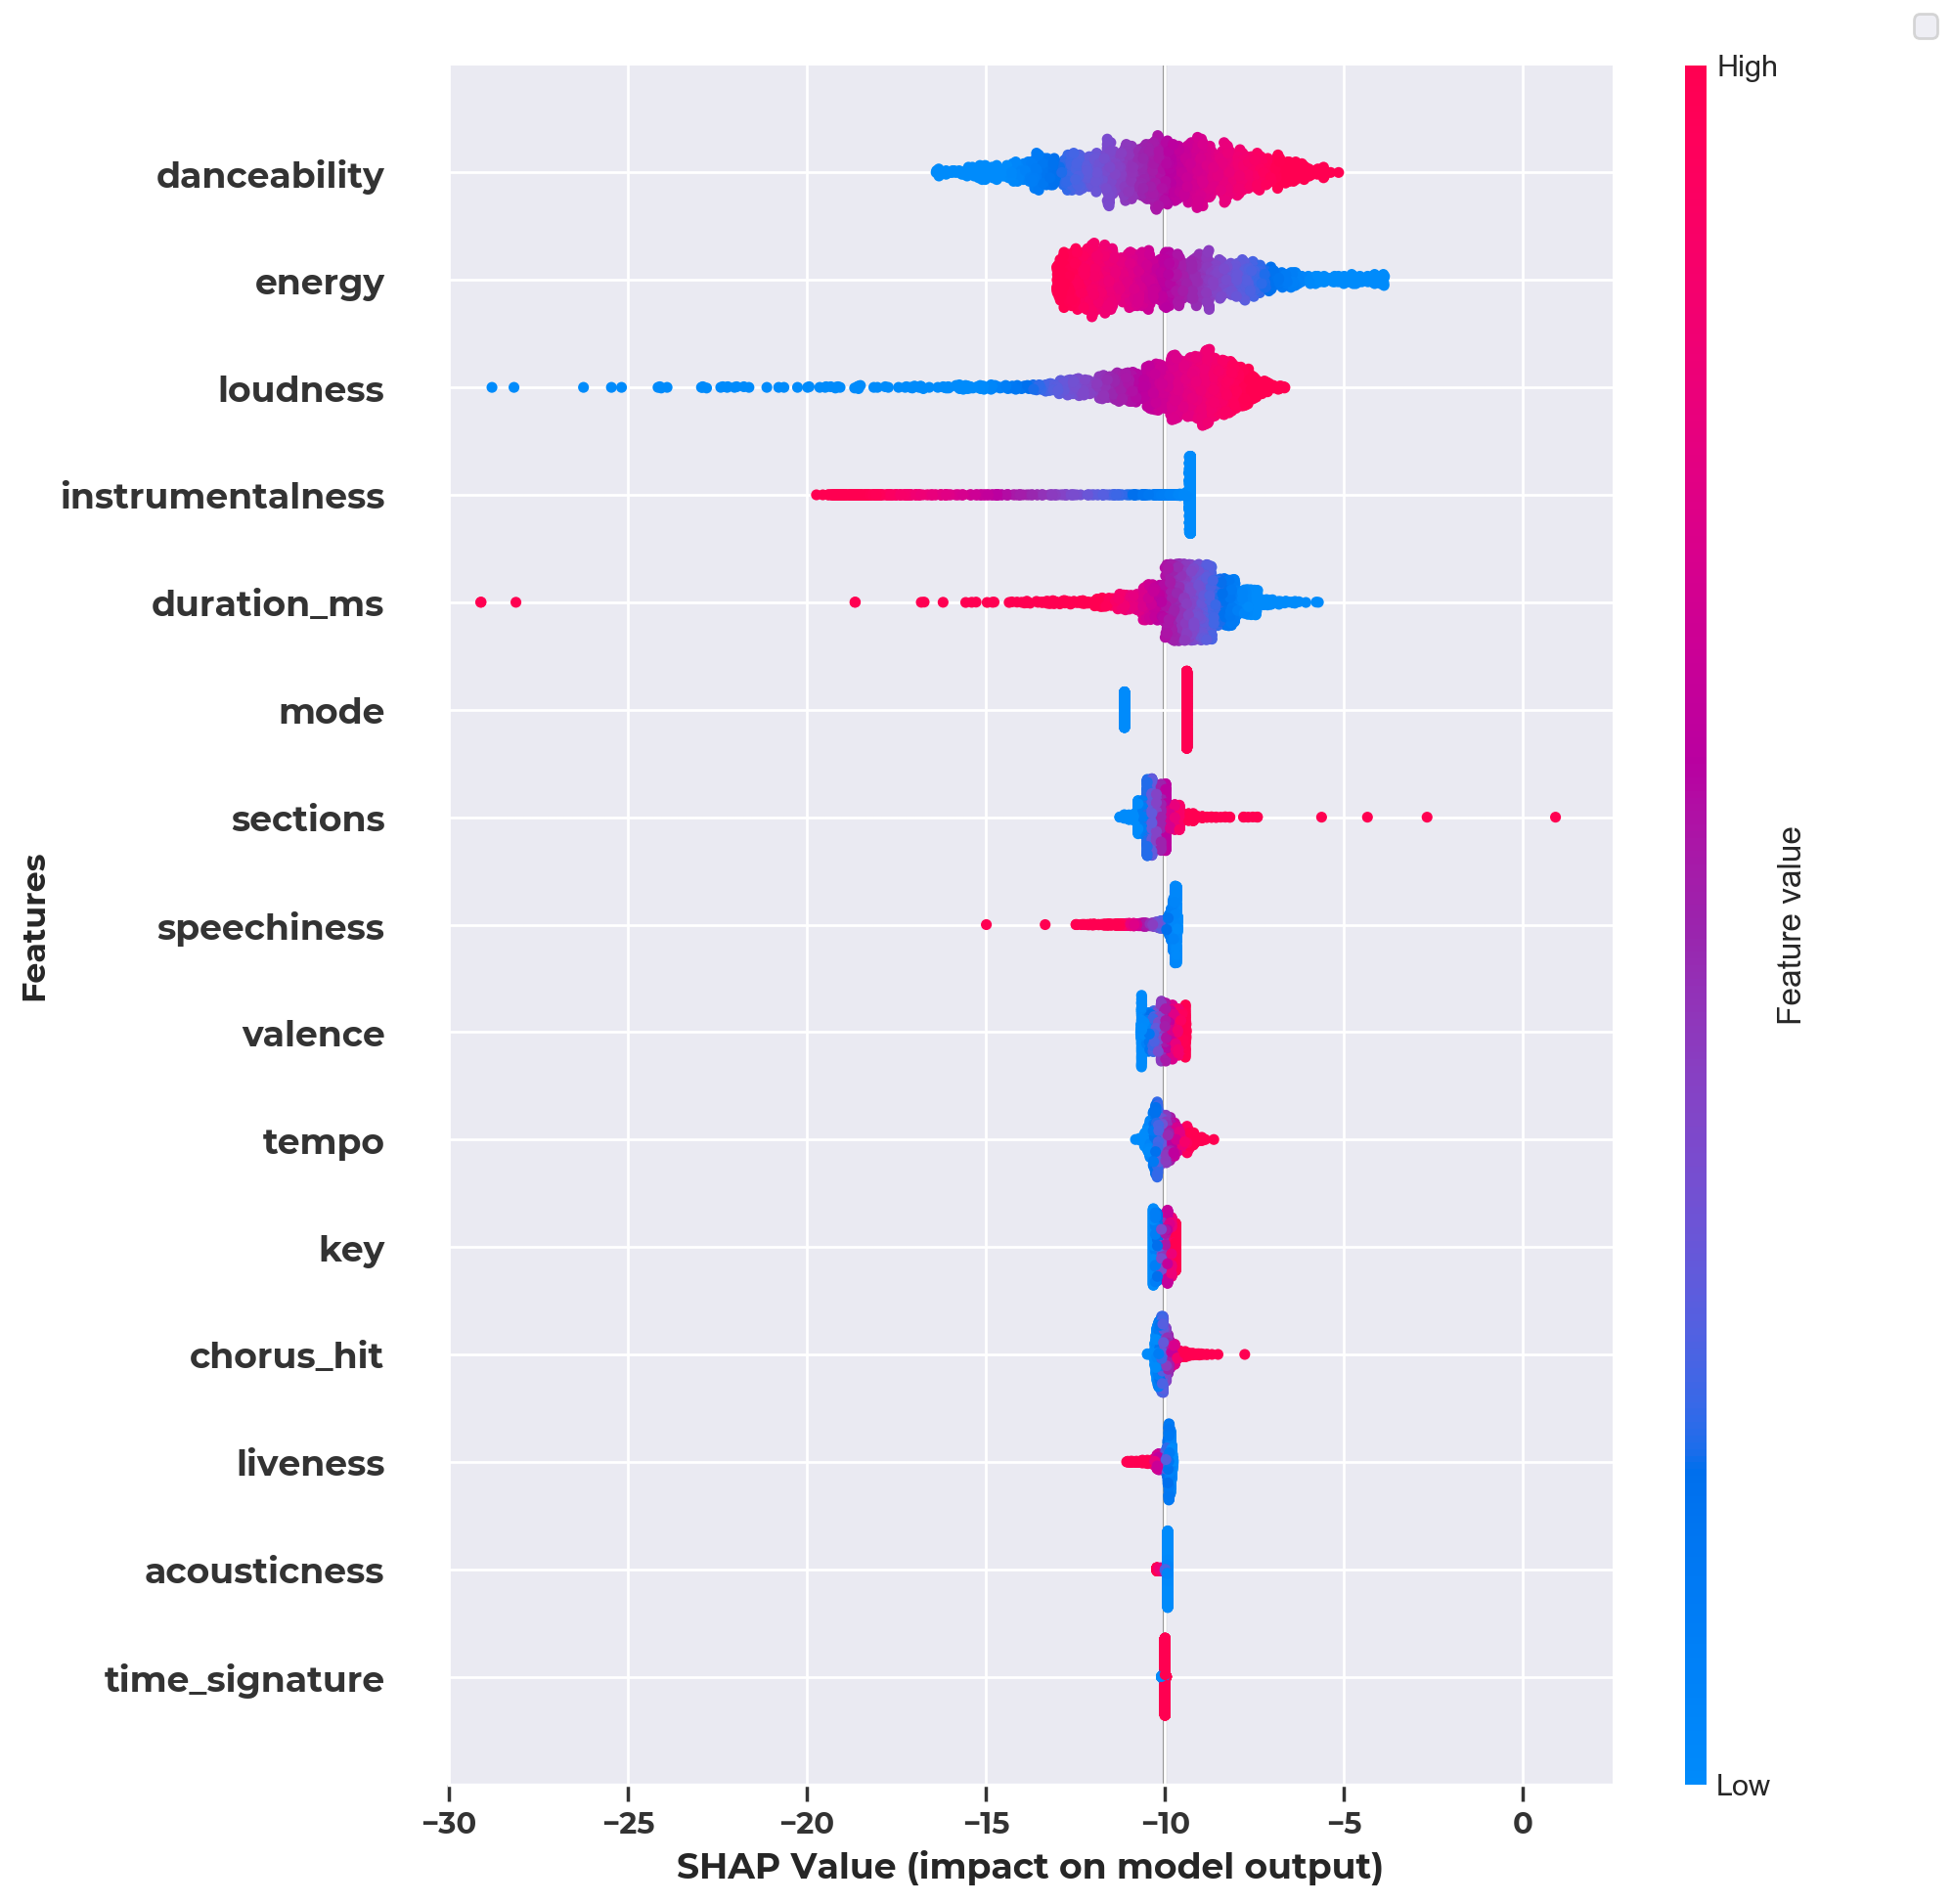 High
danceability
energy
loudness
instrumentalness
duration_ms
mode
sections
speechiness
valence
tempo
key
chorus_hit
liveness
acousticness
time_signature
Features
Feature value
Low
−30 −25 −20 −15 −10 −5 0
SHAP Value (impact on model output)